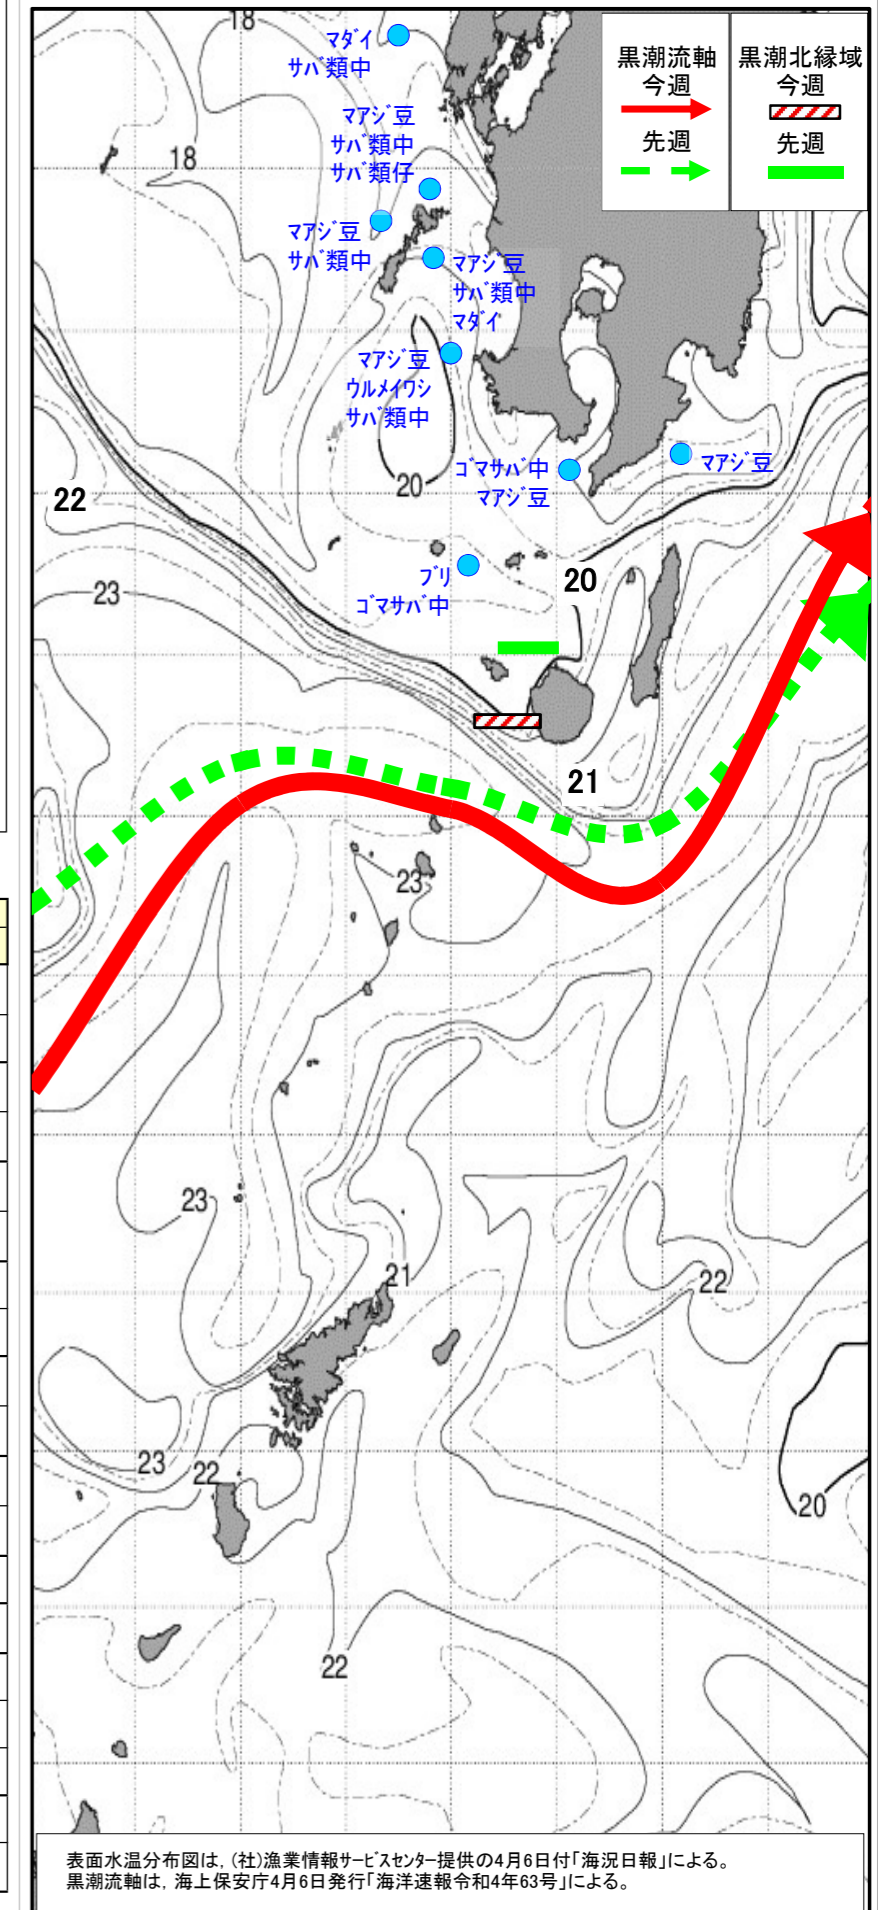 18
マダイ
サバ類中
黒潮流軸
今週
先週
黒潮北縁域
今週
先週
マアジ豆
サバ類中
サバ類仔
18
マアジ豆
サバ類中
マアジ豆
サバ類中
マダイ
マアジ豆
ウルメイワシ
サバ類中
20
ゴマサバ中
マアジ豆
マアジ豆
22
ブリ
ゴマサバ中
20
23
21
23
23
21
22
23
22
20
22
表面水温分布図は,(社)漁業情報サービスセンター提供の4月6日付「海況日報」による。
黒潮流軸は,海上保安庁4月6日発行「海洋速報令和4年63号」による。